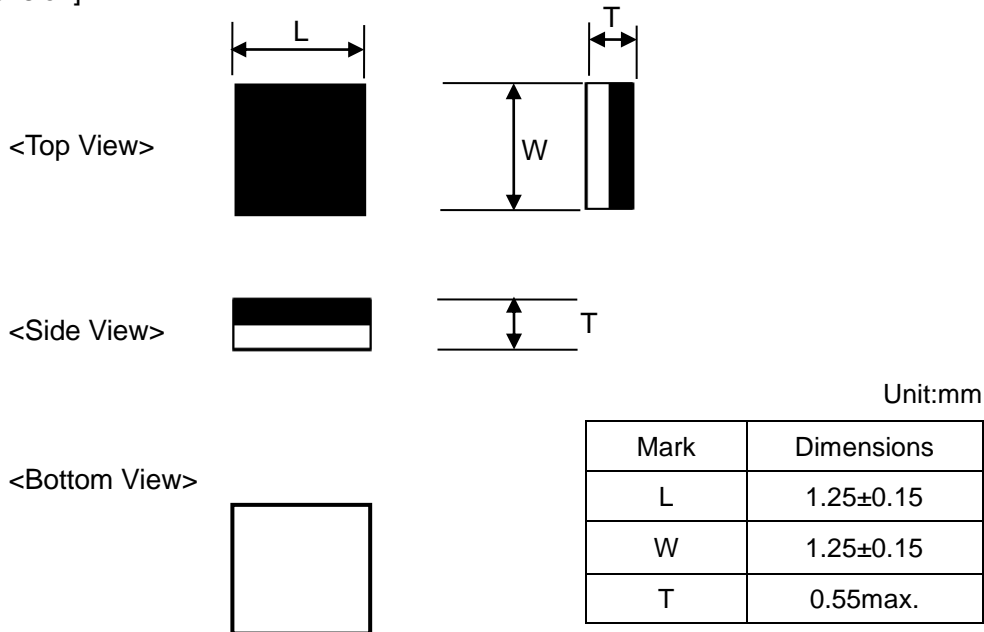 L
T
<Top View>
W
<Side View>
T
Unit:mm
Mark Dimensions
L 1.25±0.15
W 1.25±0.15
T 0.55max.
<Bottom View>